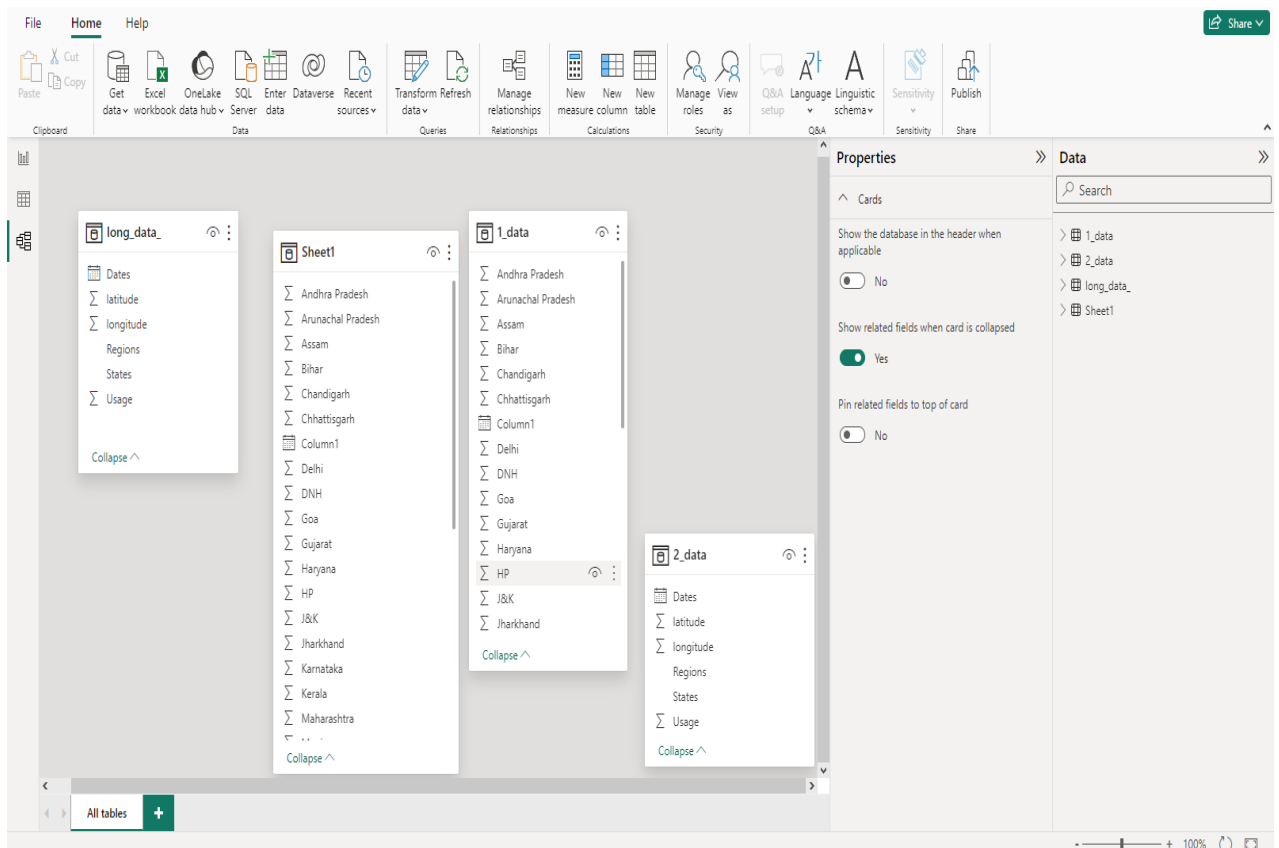 File Home Help
Share
Paste
Cut
Copy
Get data
Excel workbook
OneLake data hub
SQL Server
Enter data
Dataverse
Recent sources
Transform data
Refresh
Manage relationships
New measure
New column
New table
Manage roles
View as
Q&A setup
Language
Linguistic schema
Sensitivity
Publish
Clipboard
Data
Queries
Relationships
Calculations
Security
Q&A
Sensitivity
Share
long_data_
Dates
latitude
longitude
Regions
States
Usage
Collapse
Sheet1
Andhra Pradesh
Arunachal Pradesh
Assam
Bihar
Chandigarh
Chhattisgarh
Column1
Delhi
DNH
Goa
Gujarat
Haryana
HP
J&K
Jharkhand
Karnataka
Kerala
Maharashtra
Collapse
1_data
Andhra Pradesh
Arunachal Pradesh
Assam
Bihar
Chandigarh
Chhattisgarh
Column1
Delhi
DNH
Goa
Gujarat
Haryana
HP
J&K
Jharkhand
Collapse
2_data
Dates
latitude
longitude
Regions
States
Usage
Collapse
Properties
Cards
Show the database in the header when
applicable
No
Show related fields when card is collapsed
Yes
Pin related fields to top of card
No
Data
Search
1_data
2_data
long_data_
Sheet1
All tables +
- + 100%